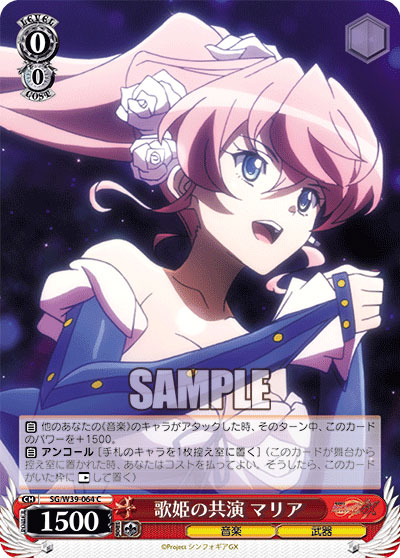 LEVEL
0
0
COST
SAMPLE
自 他のあなたの《音楽》のキャラがアタックした時、そのターン中、このカードのパワーを＋1500。
自 アンコール ［手札のキャラを1枚控え室に置く］ （このカードが舞台から控え室に置かれた時、あなたはコストを払ってよい。そうしたら、このカードがいた枠に　　して置く）
CH SG/W39-064 C
1500
歌姫の共演 マリア
音楽 武器
©Project シンフォギアGX